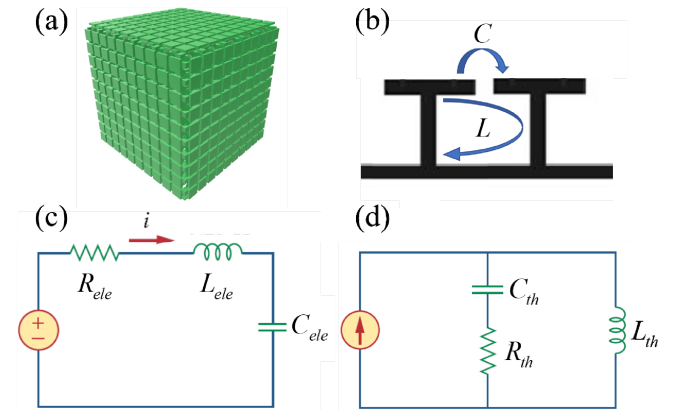 (a)
(b)
C
L
(c)
i
R_ele
L_ele
+
−
C_ele
(d)
C_th
R_th
L_th